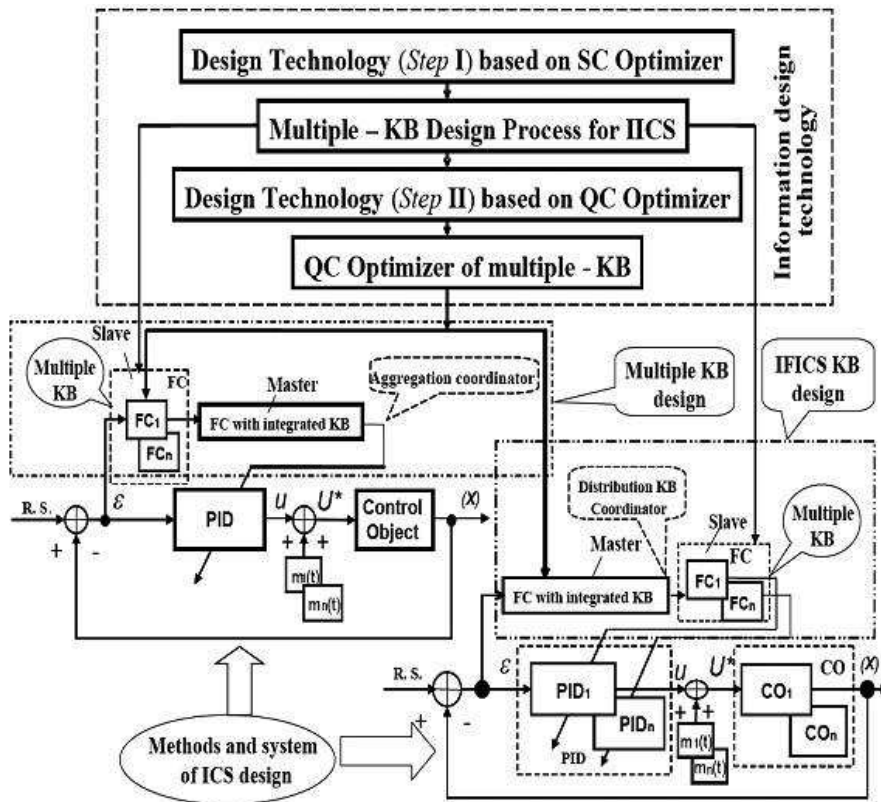 Design Technology (Step I) based on SC Optimizer
Multiple – KB Design Process for IICS
Design Technology (Step II) based on QC Optimizer
QC Optimizer of multiple - KB
Information design
technology
Slave
Multiple
KB
FC
FC1
FCn
Master
FC with integrated KB
Aggregation coordinator
Multiple KB
design
IFICS KB
design
R. S.
+
-
ε
PID
u
+
+
U*
Control
Object
(X)
m1(t)
mn(t)
Distribution KB
Coordinator
Master
FC with integrated KB
Slave
FC
FC1
FCn
Multiple
KB
R. S.
+
-
ε
PID1
PIDn
PID
u
+
+
U*
m1(t)
mn(t)
CO
CO1
COn
(X)
Methods and system
of ICS design